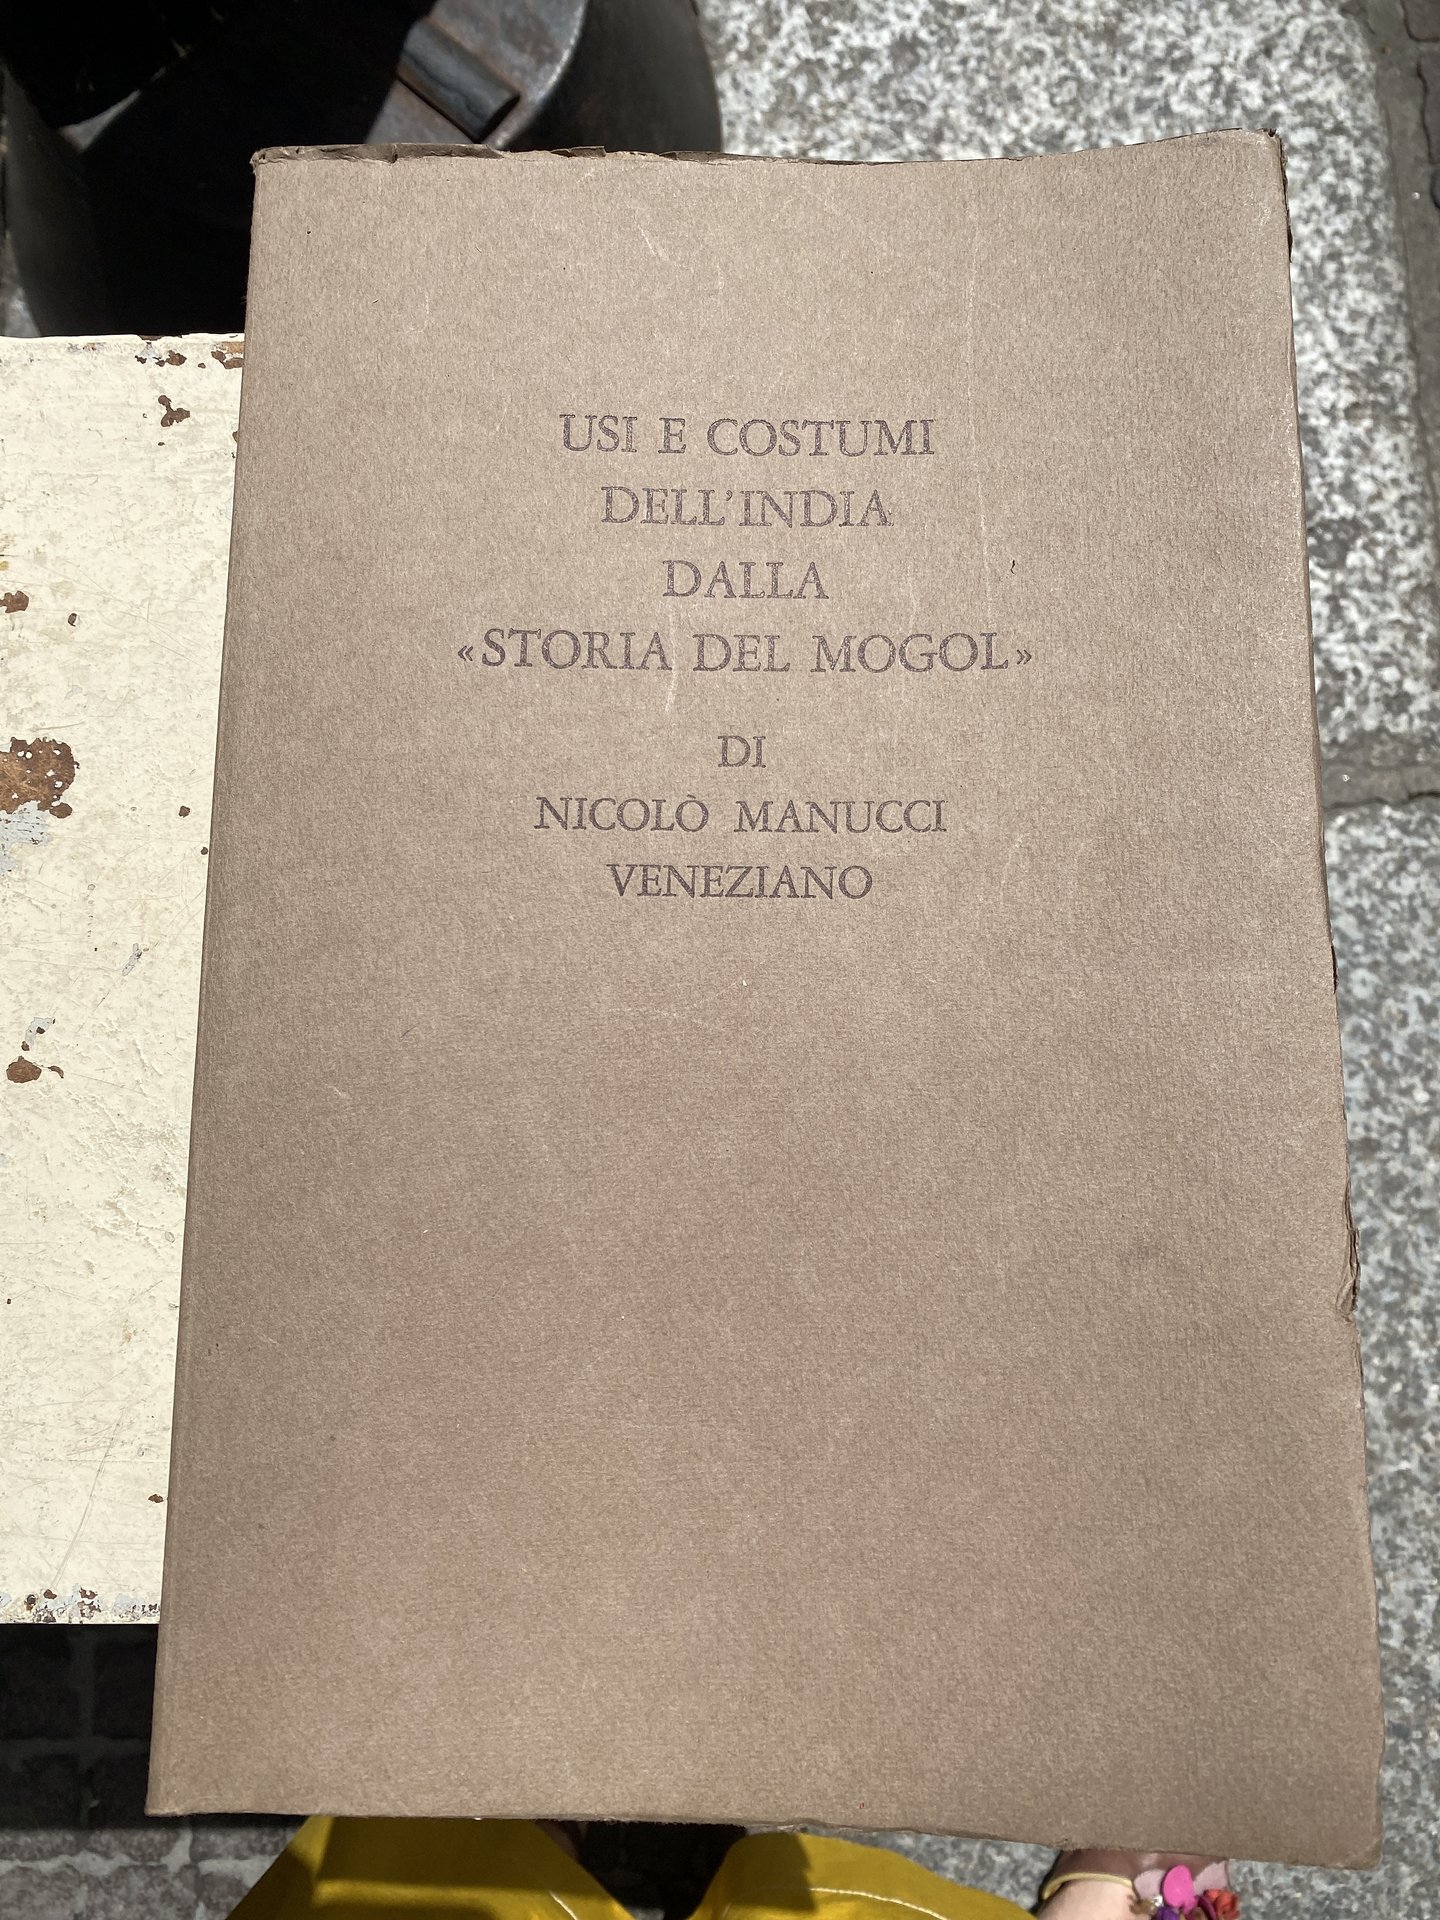 USI E COSTUMI
DELL'INDIA
DALLA
«STORIA DEL MOGOL»
DI
NICOLÒ MANUCCI
VENEZIANO